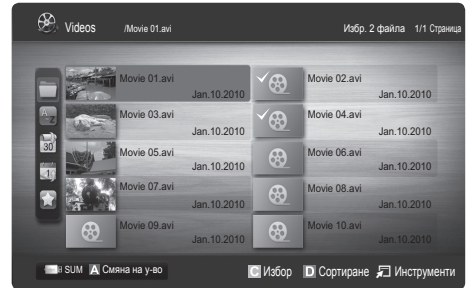 Videos /Movie 01.avi Избр. 2 файла 1/1 Страница
Movie 01.avi Movie 02.avi
Jan.10.2010 Jan.10.2010
Movie 03.avi Movie 04.avi
Jan.10.2010 Jan.10.2010
Movie 05.avi Movie 06.avi
Jan.10.2010 Jan.10.2010
Movie 07.avi Movie 08.avi
Jan.10.2010 Jan.10.2010
Movie 09.avi Movie 10.avi
Jan.10.2010 Jan.10.2010
SUM A Смяна на у-во C Избор D Сортиране Инструменти